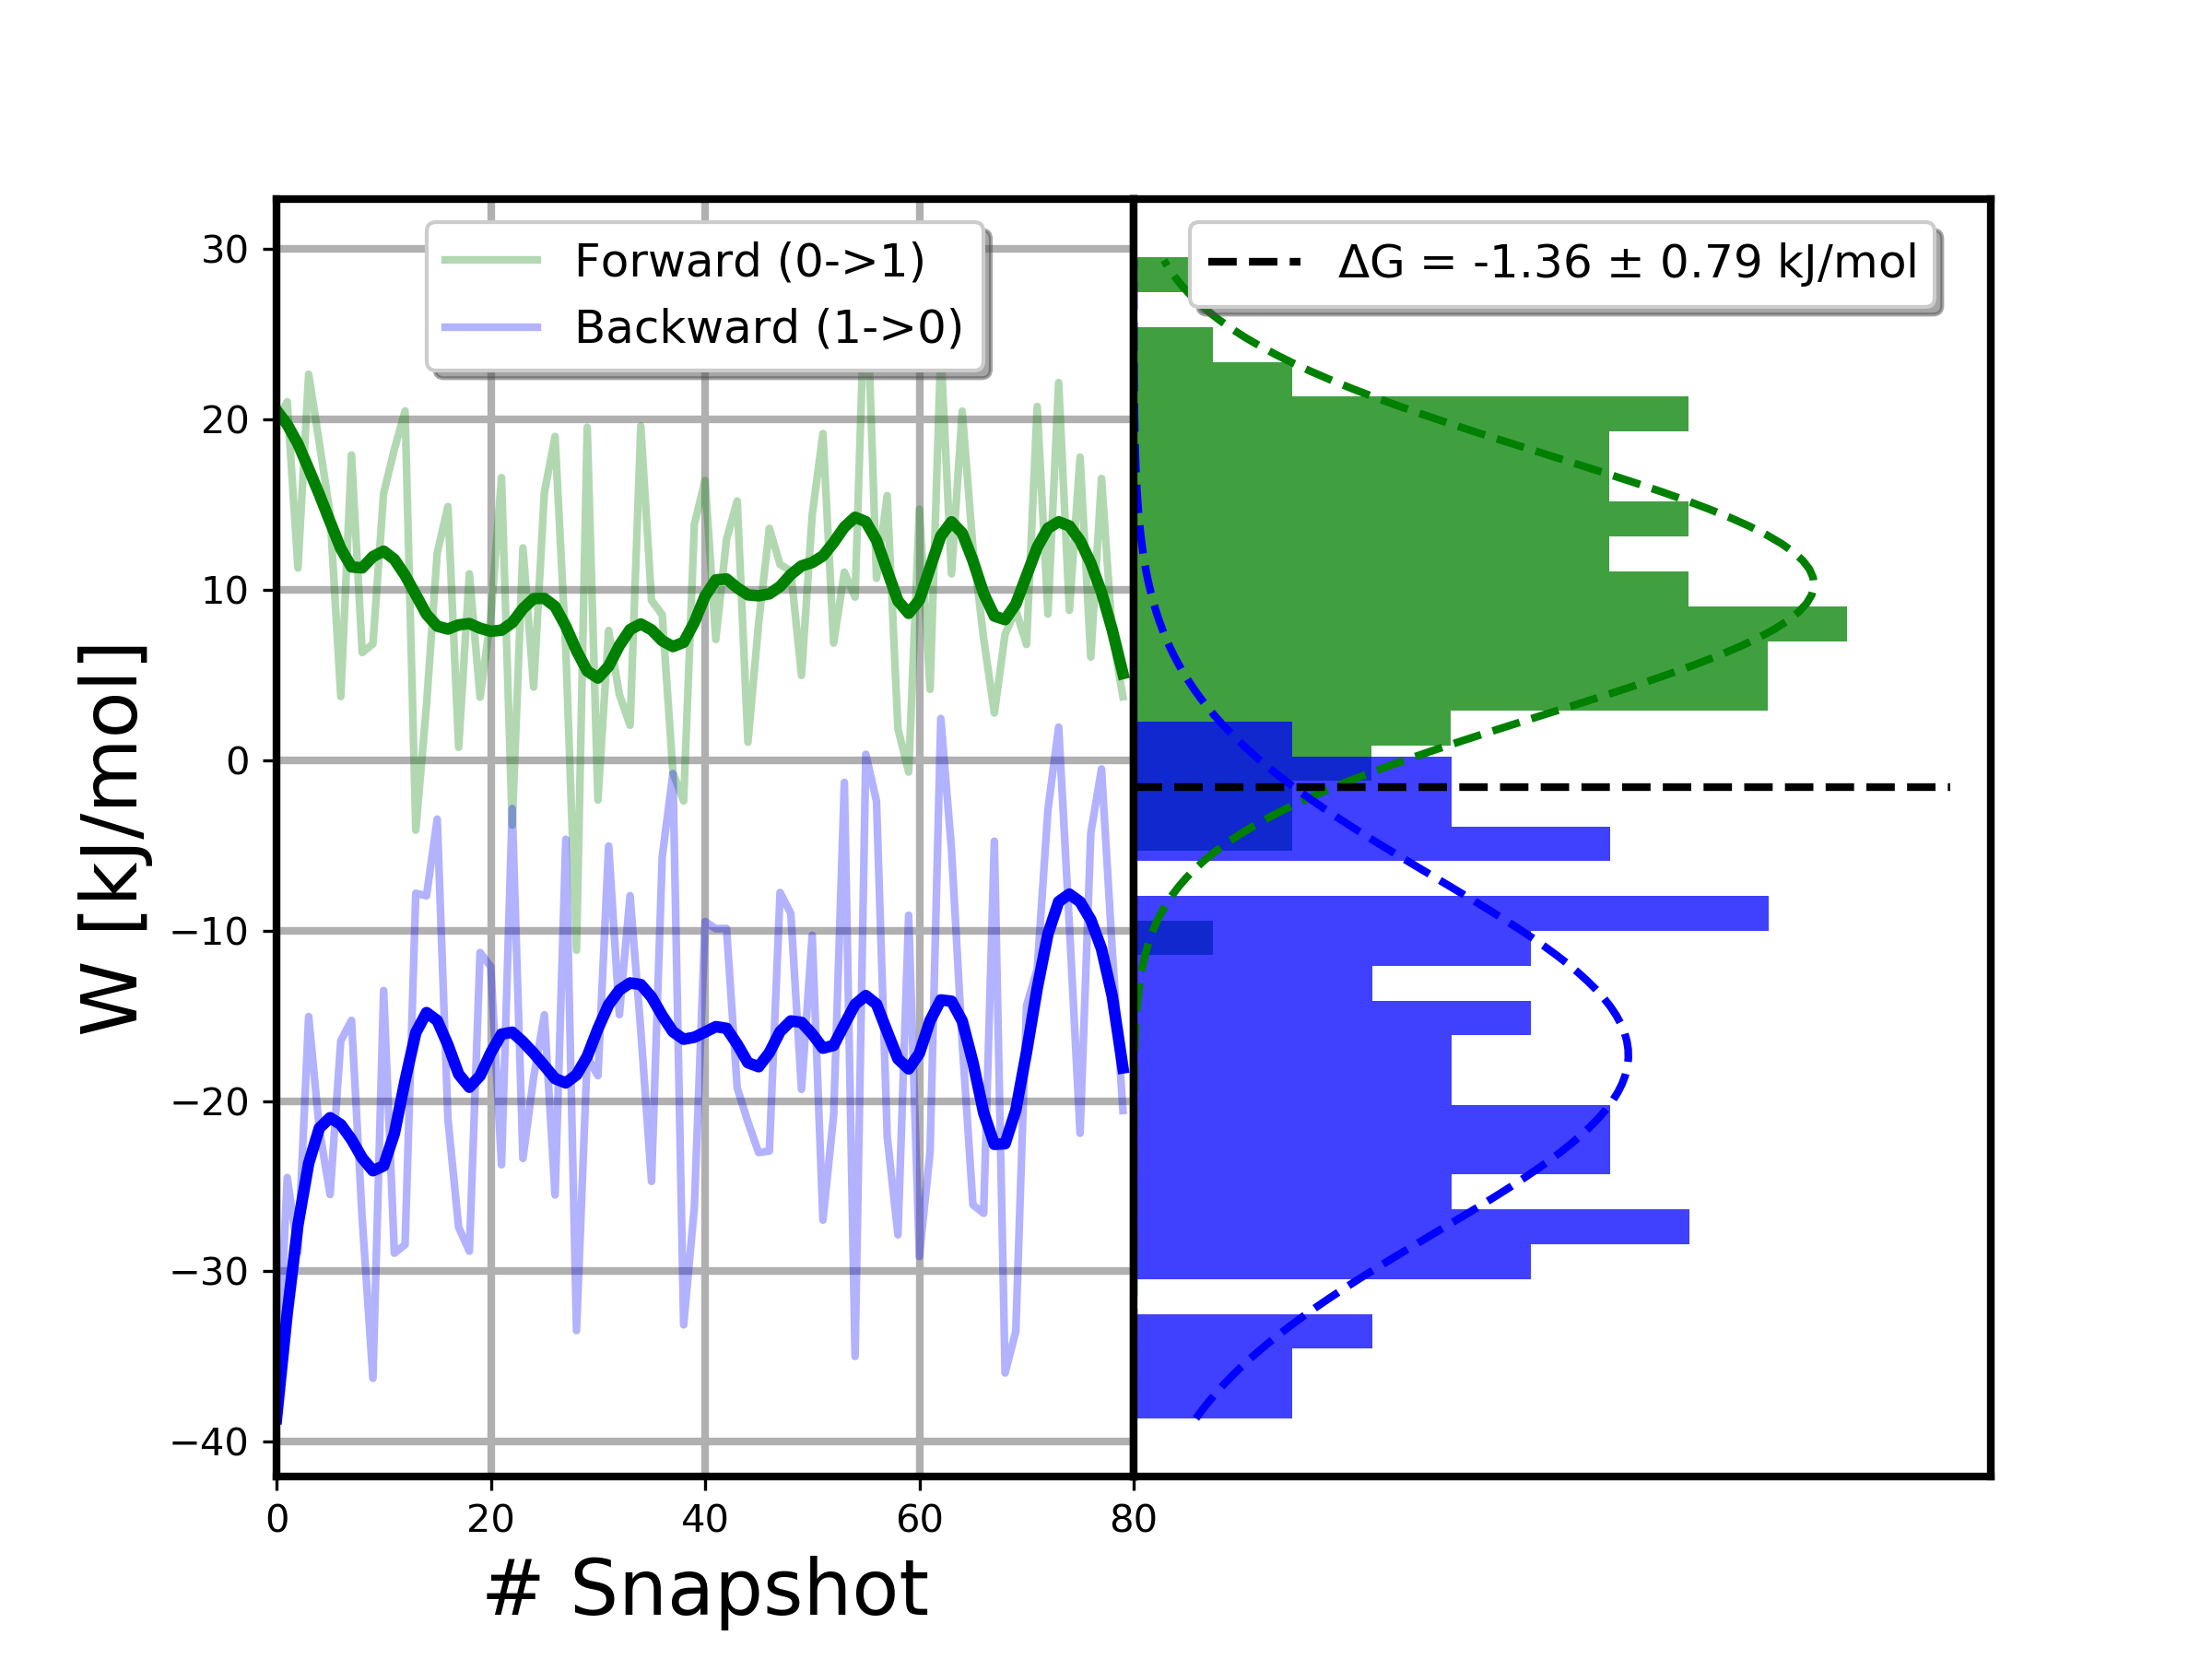 Forward (0->1)
Backward (1->0)
ΔG = -1.36 ± 0.79 kJ/mol
W [kJ/mol]
30
20
10
0
−10
−20
−30
−40
0 20 40 60 80
# Snapshot